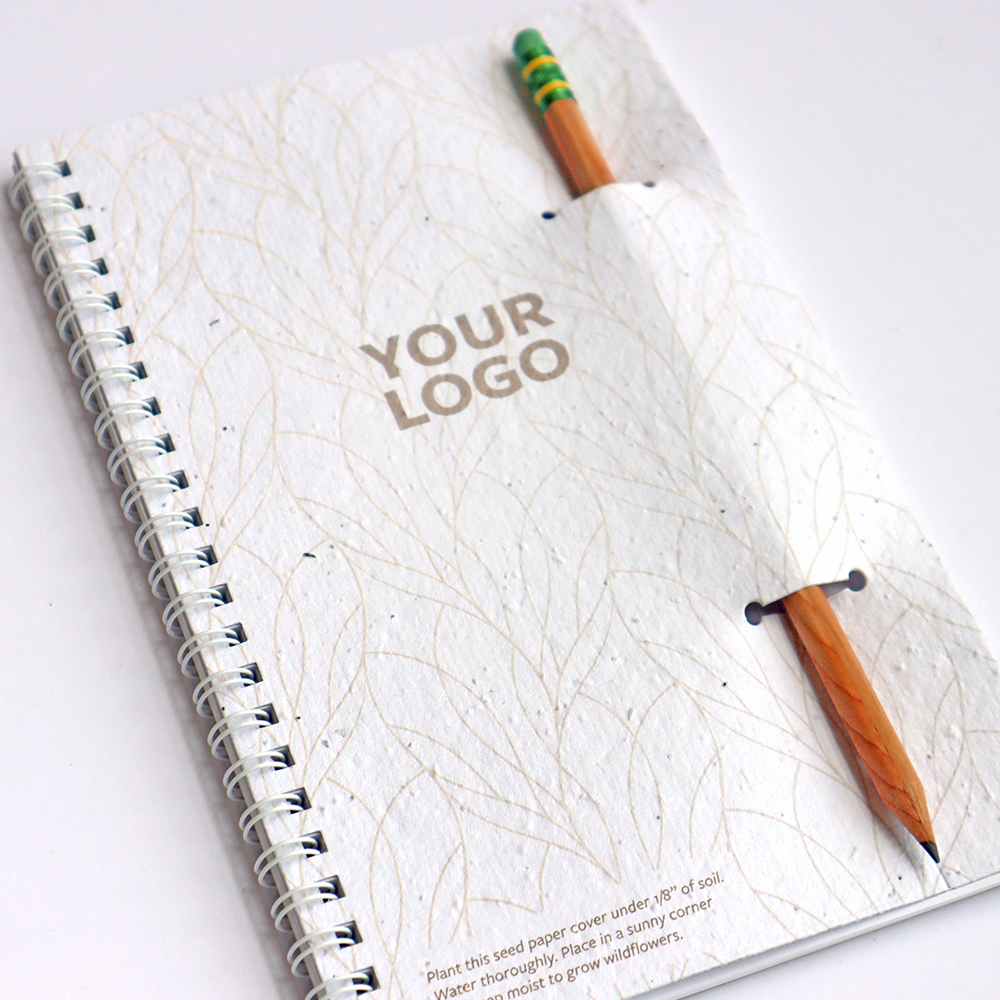 YOUR
LOGO
Plant this seed paper cover under 1/8” of soil.
Water thoroughly. Place in a sunny corner
moist to grow wildflowers.